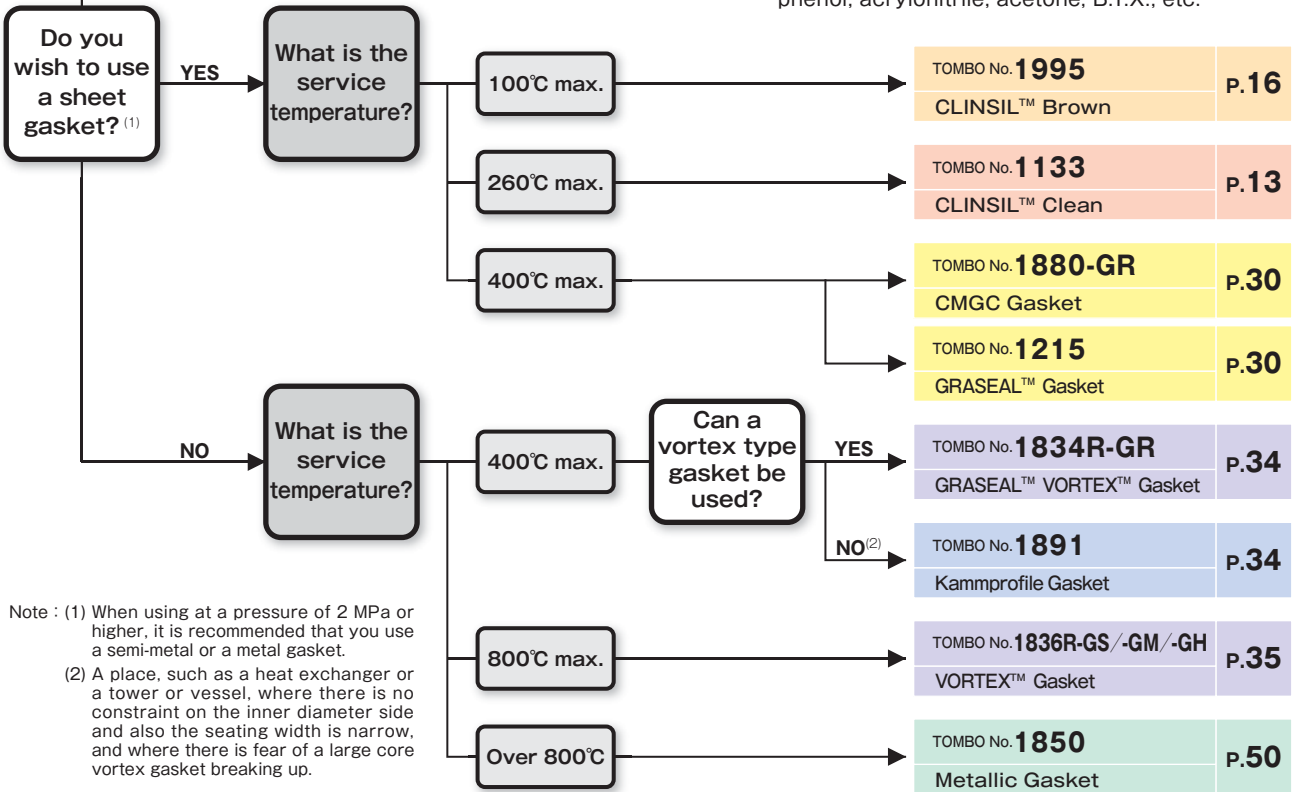 phenol, acrylonitrile, acetone, B.T.X., etc.
Do you
wish to use
a sheet
gasket? (1)
YES
What is the
service
temperature?
100℃ max.
TOMBO No. 1995
CLINSIL™ Brown
P.16
260℃ max.
TOMBO No. 1133
CLINSIL™ Clean
P.13
400℃ max.
TOMBO No. 1880-GR
CMGC Gasket
P.30
TOMBO No. 1215
GRASEAL™ Gasket
P.30
NO
What is the
service
temperature?
400℃ max.
Can a
vortex type
gasket be
used?
YES
TOMBO No. 1834R-GR
GRASEAL™ VORTEX™ Gasket
P.34
NO(2)
TOMBO No. 1891
Kammprofile Gasket
P.34
800℃ max.
TOMBO No. 1836R-GS/-GM/-GH
VORTEX™ Gasket
P.35
Over 800℃
TOMBO No. 1850
Metallic Gasket
P.50
Note : (1) When using at a pressure of 2 MPa or
higher, it is recommended that you use
a semi-metal or a metal gasket.
(2) A place, such as a heat exchanger or
a tower or vessel, where there is no
constraint on the inner diameter side
and also the seating width is narrow,
and where there is fear of a large core
vortex gasket breaking up.